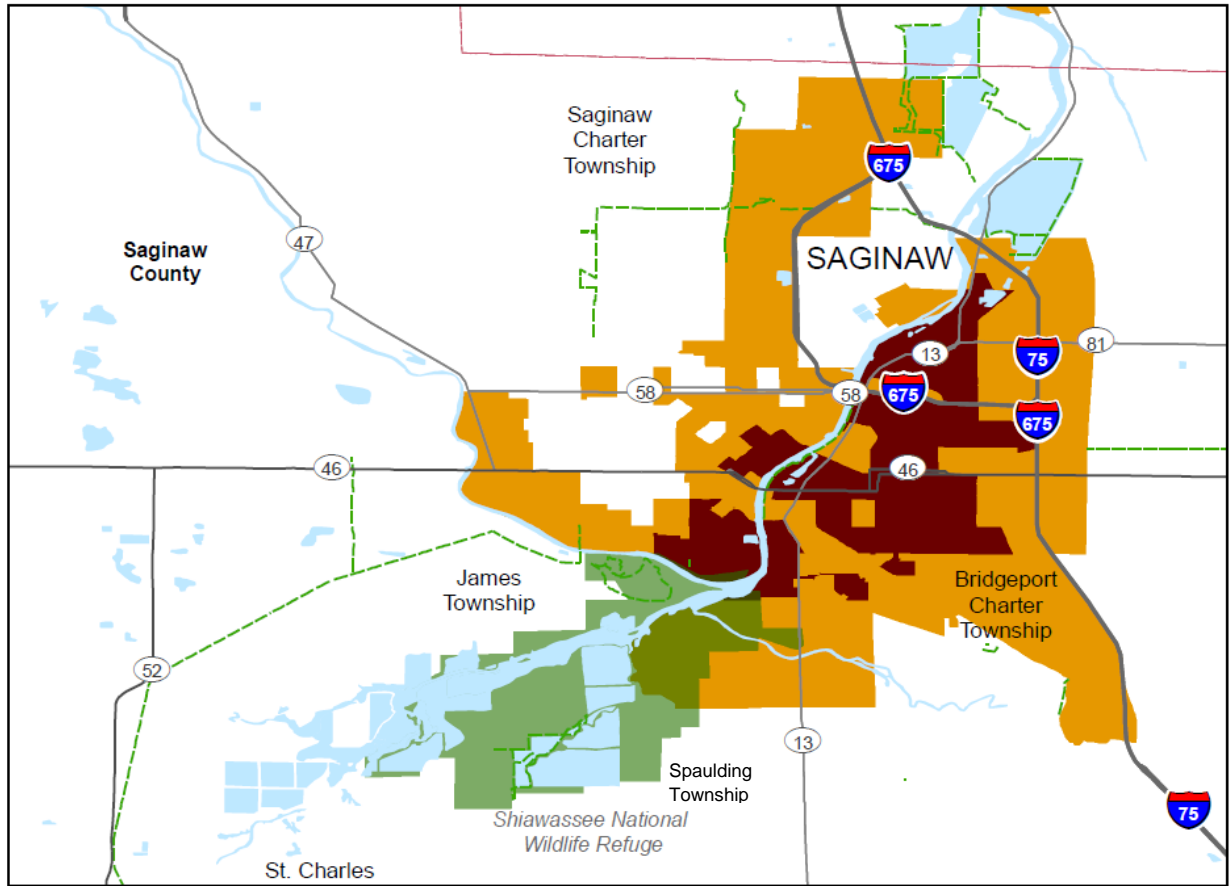 Saginaw
Charter
Township
675
47
Saginaw
County
SAGINAW
13
75
81
58
58
675
675
46
46
James
Township
Bridgeport
Charter
Township
52
13
Spaulding
Township
Shiawassee National
Wildlife Refuge
75
St. Charles